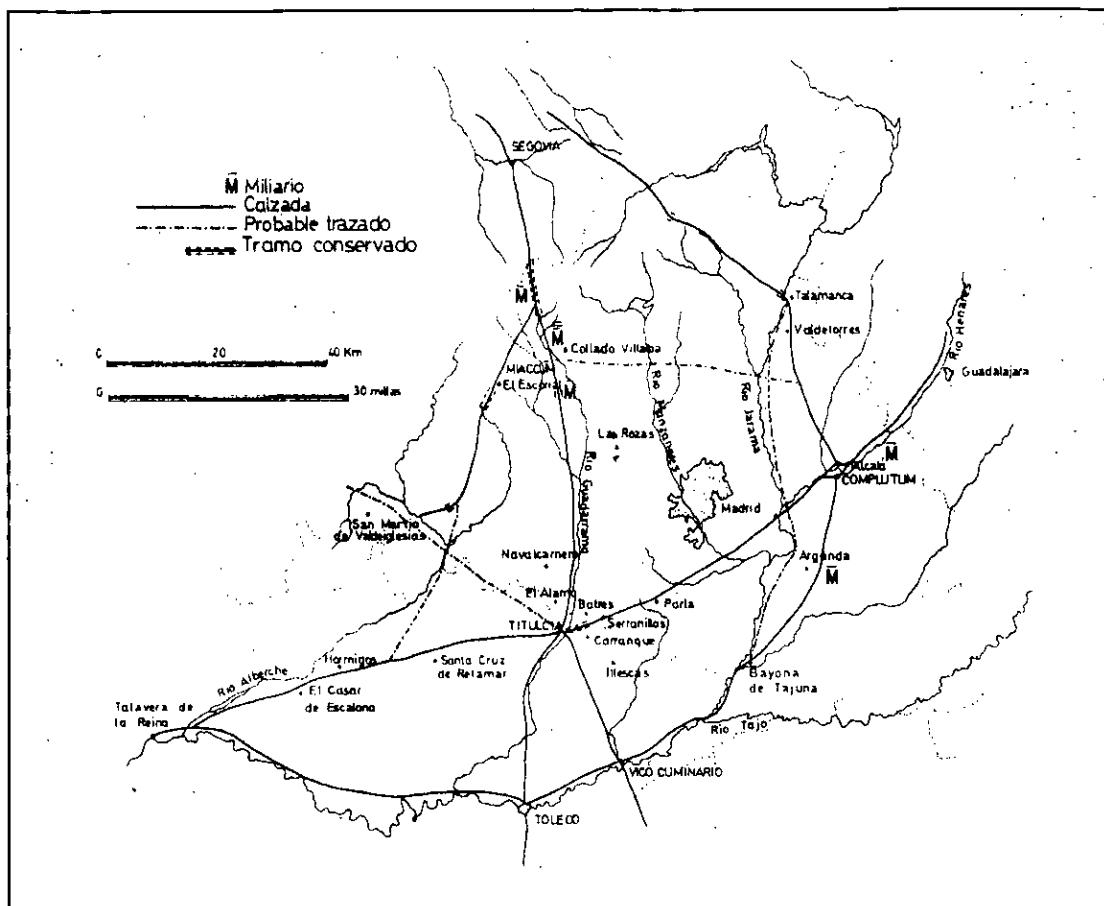 SEGOVIA
M Miliario
Calzada
Probable trazado
Tramo conservado
M
Talamanca
Valdetorres
Rio Henares
Guadalajara
0 20 40 Km
30 millas
M
Collado Villalba
MIACCUM
El Escorial
M
Rio Manzanares
Rio Jarama
Las Rozas
M
Alcala
COMPLUTUM
Rio Guadarrama
Madrid
San Martin
de Valdeiglesias
Navalcarnero
Arganda
M
El Alamo
Batres
Parla
TITULCIA
Serranillos
Carranque
Hormigos
Santa Cruz
de Retamar
Illescas
Bayona
de Tajuna
Rio Alberche
El Casar
de Escalona
Talavera de
la Reina
Rio Tajo
VICO CUMINARIO
TOLEDO